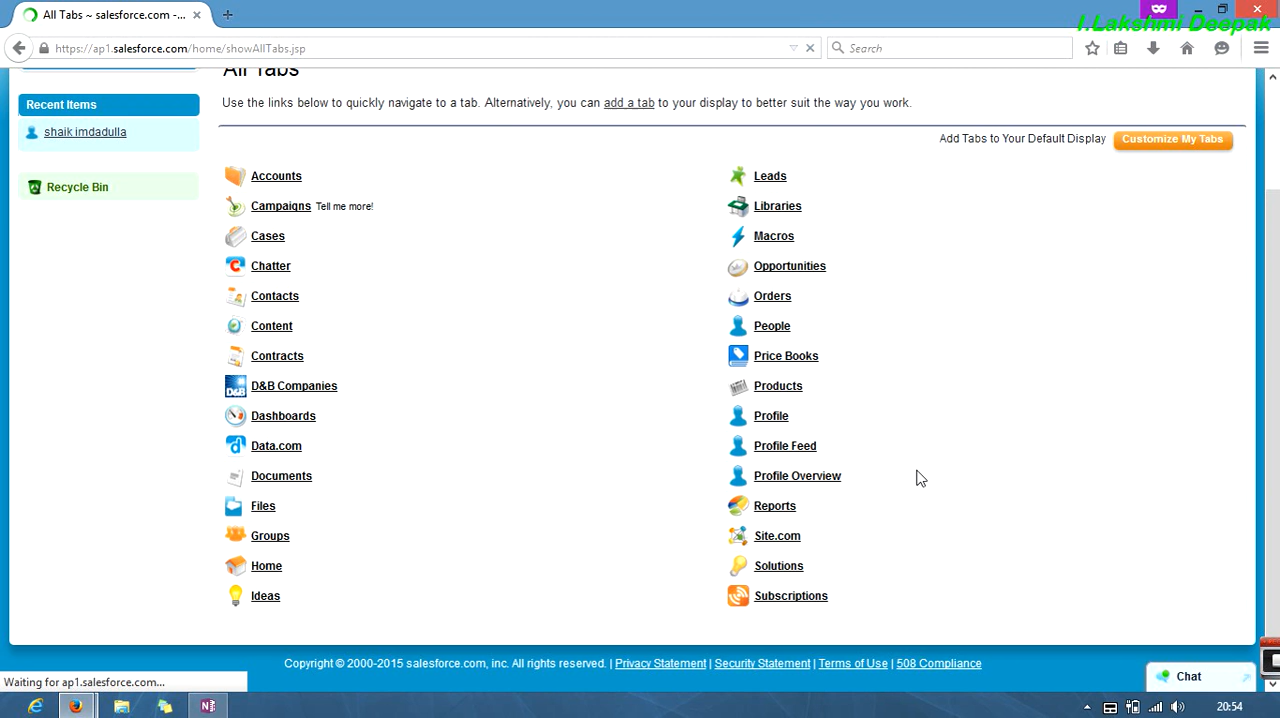 All Tabs ~ salesforce.com -...
I.Lakshmi Deepak
https://ap1.salesforce.com/home/showAllTabs.jsp
Search
All Tabs
Recent Items
Use the links below to quickly navigate to a tab. Alternatively, you can add a tab to your display to better suit the way you work.
shaik imdadulla
Add Tabs to Your Default Display Customize My Tabs
Recycle Bin
Accounts
Campaigns Tell me more!
Cases
Chatter
Contacts
Content
Contracts
D&B Companies
Dashboards
Data.com
Documents
Files
Groups
Home
Ideas
Leads
Libraries
Macros
Opportunities
Orders
People
Price Books
Products
Profile
Profile Feed
Profile Overview
Reports
Site.com
Solutions
Subscriptions
Copyright © 2000-2015 salesforce.com, inc. All rights reserved. | Privacy Statement | Security Statement | Terms of Use | 508 Compliance
Waiting for ap1.salesforce.com...
Chat
20:54